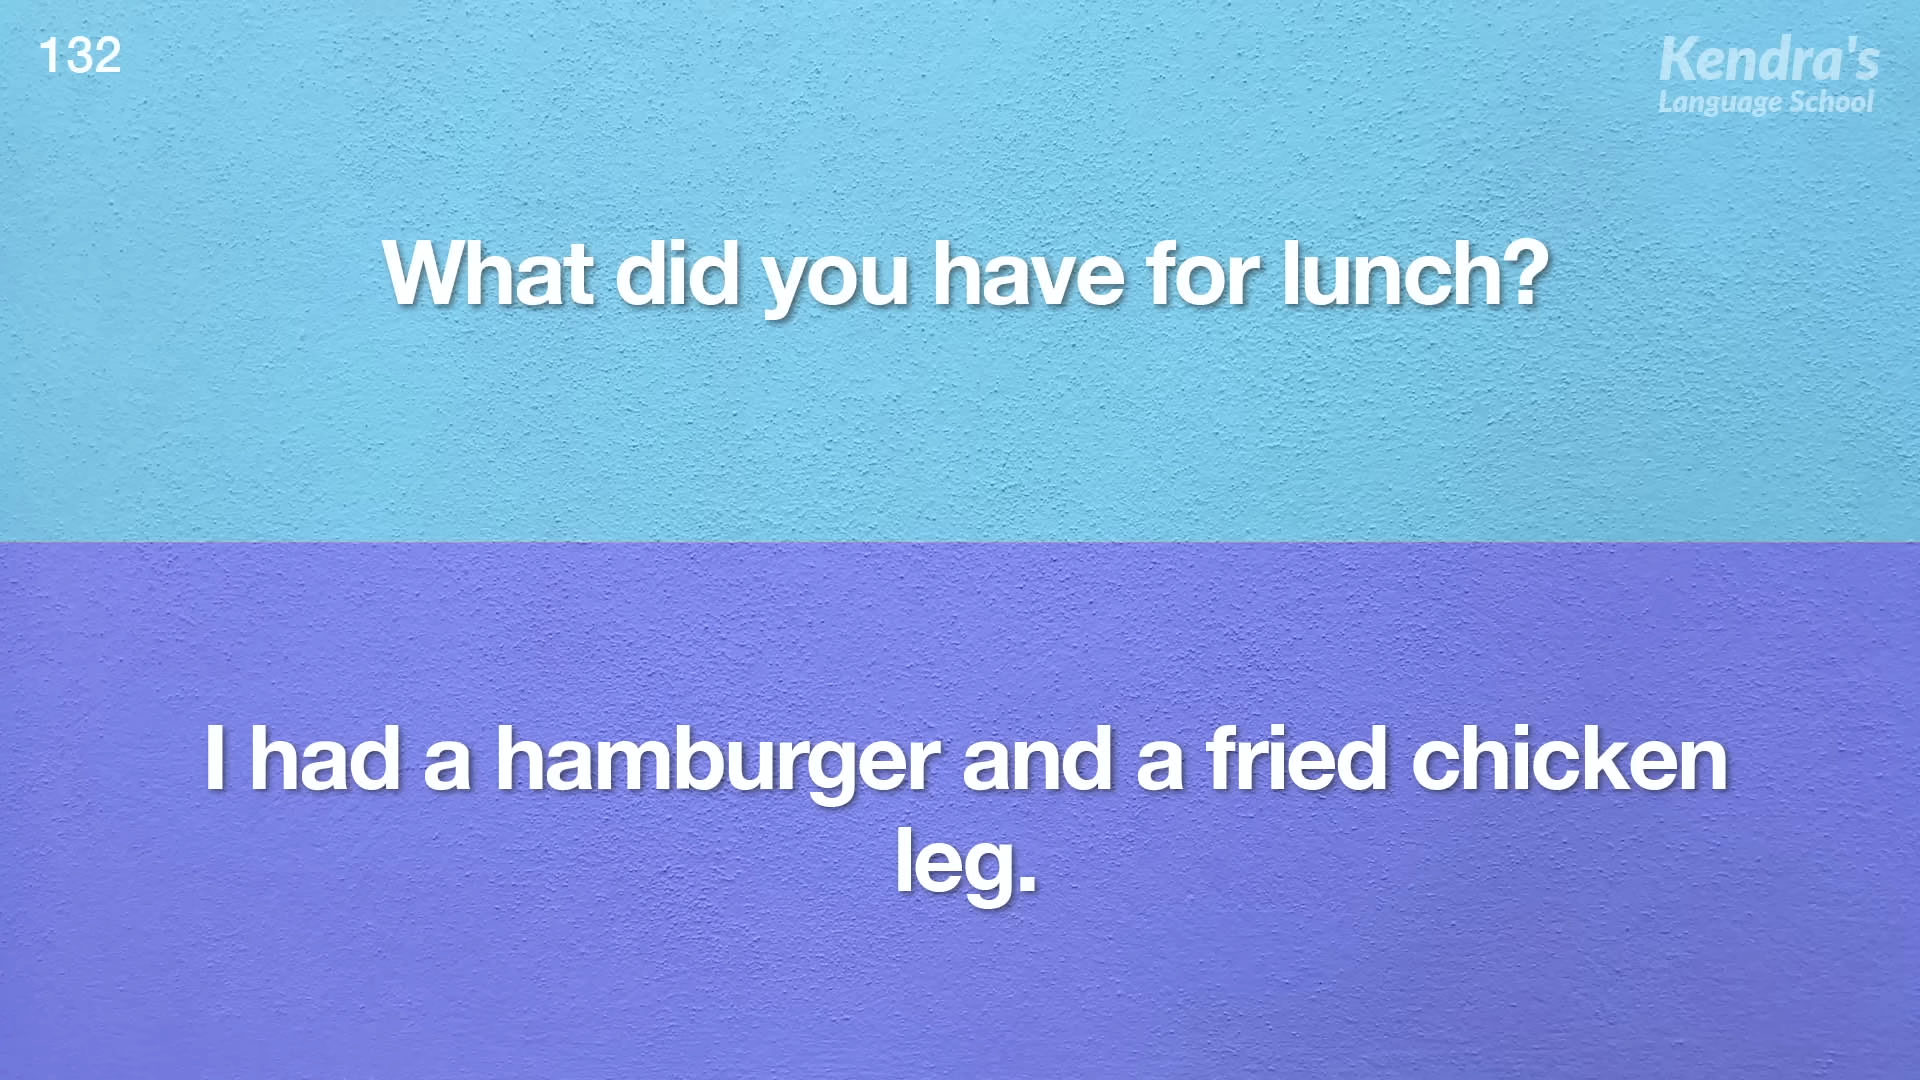 132
Kendra's
Language School
What did you have for lunch?
I had a hamburger and a fried chicken
leg.